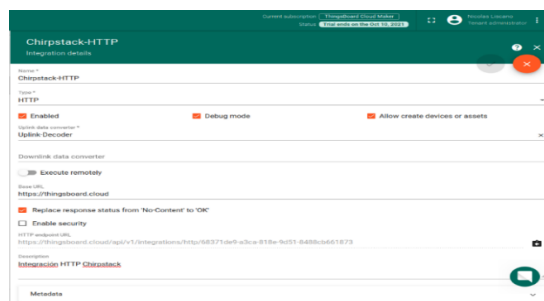 Current subscription ThingsBoard Cloud Maker
Status Trial ends on the Oct 10, 2021
Nicolas Loscerro
Tenant administrator
Chirpstack-HTTP
Integration details
Name *
Chirpstack-HTTP
Type *
HTTP
Enabled
Debug mode
Allow create devices or assets
Uplink data converter *
Uplink-Decoder
Downlink data converter
Execute remotely
Base URL
https://thingsboard.cloud
Replace response status from 'No-Content' to 'OK'
Enable security
HTTP endpoint URL
Description
Integración HTTP Chirpstack
Metadata